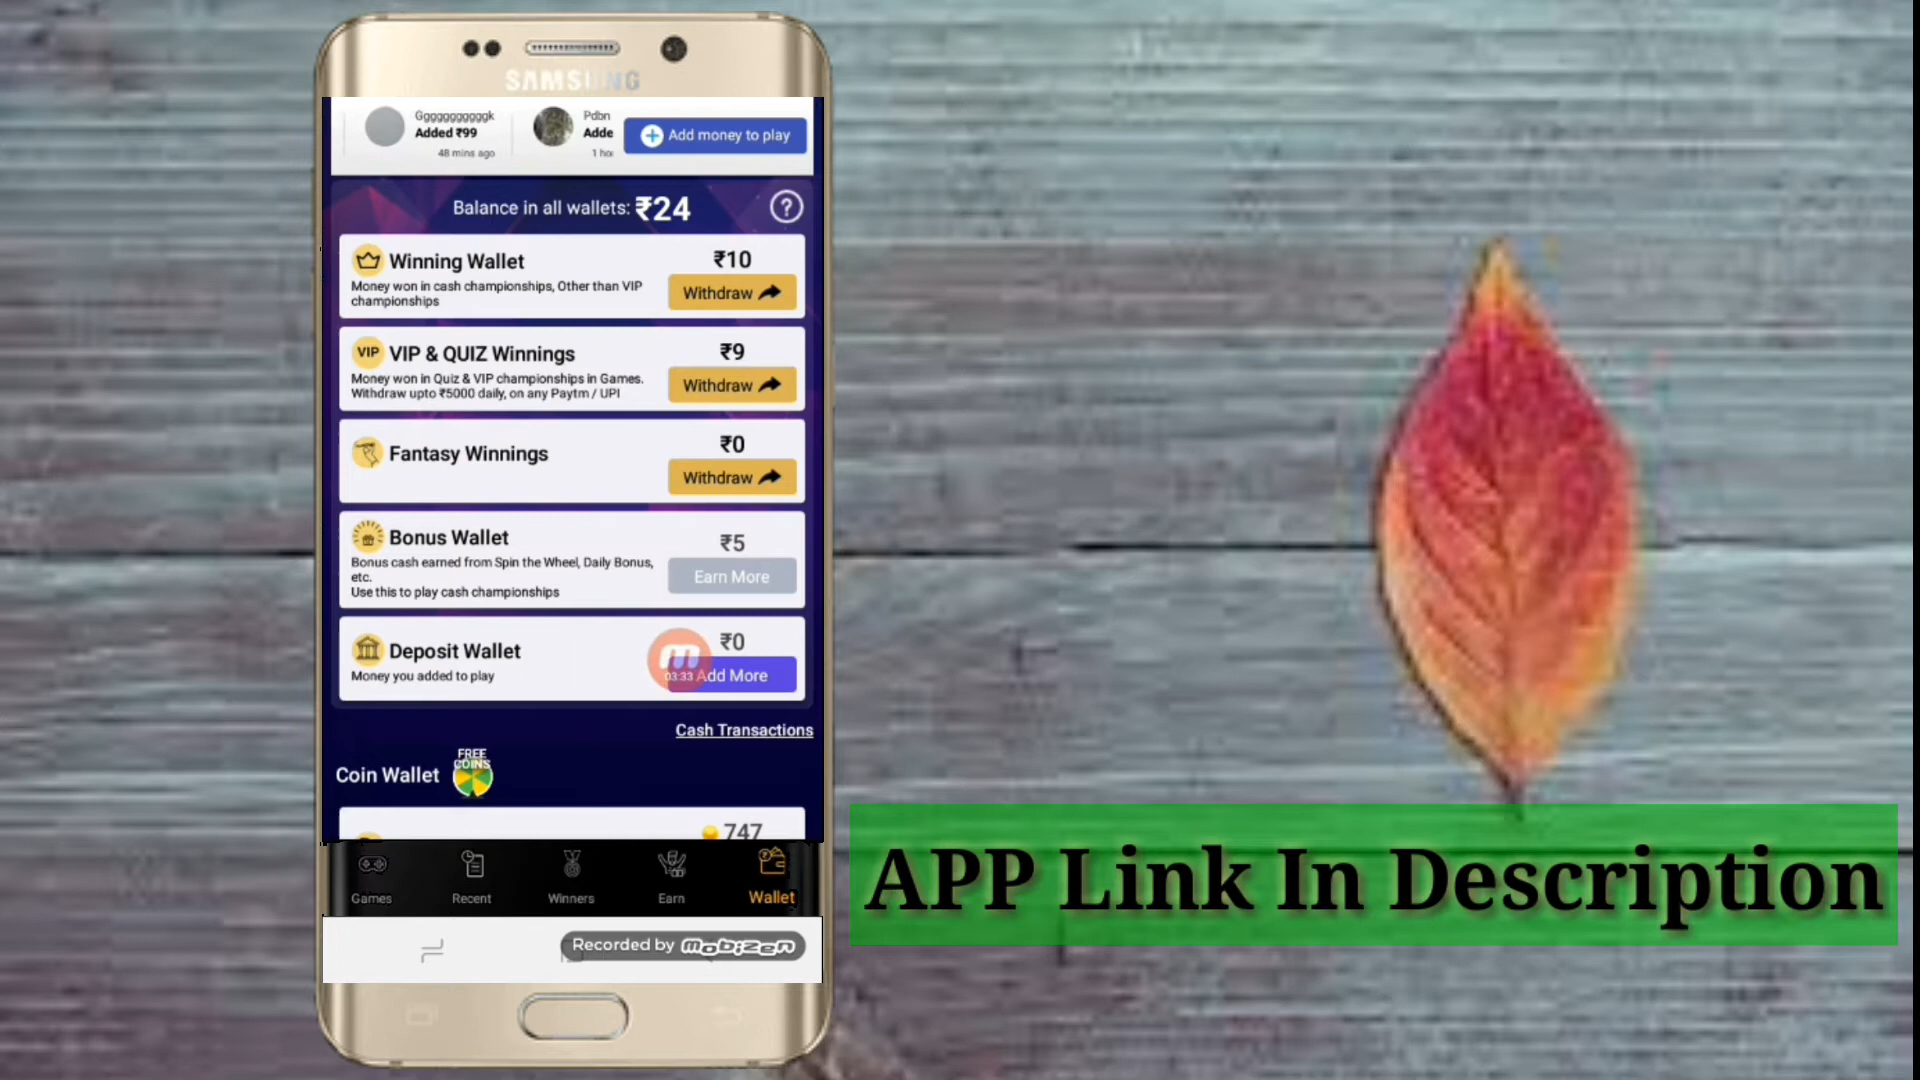 SAMSUNG
Gggggggggggk
Added ₹99
48 mins ago
Pdbn
Adde
1 ho
Add money to play
Balance in all wallets: ₹24
?
Winning Wallet
₹10
Money won in cash championships, Other than VIP
championships
Withdraw
VIP
VIP & QUIZ Winnings
₹9
Money won in Quiz & VIP championships in Games.
Withdraw upto ₹5000 daily, on any Paytm / UPI
Withdraw
Fantasy Winnings
₹0
Withdraw
Bonus Wallet
₹5
Bonus cash earned from Spin the Wheel, Daily Bonus,
etc.
Use this to play cash championships
Earn More
Deposit Wallet
₹0
Money you added to play
m
03:33
Add More
Cash Transactions
Coin Wallet
FREE
COINS
747
Games
Recent
Winners
Earn
Wallet
Recorded by mobizen
APP Link In Description